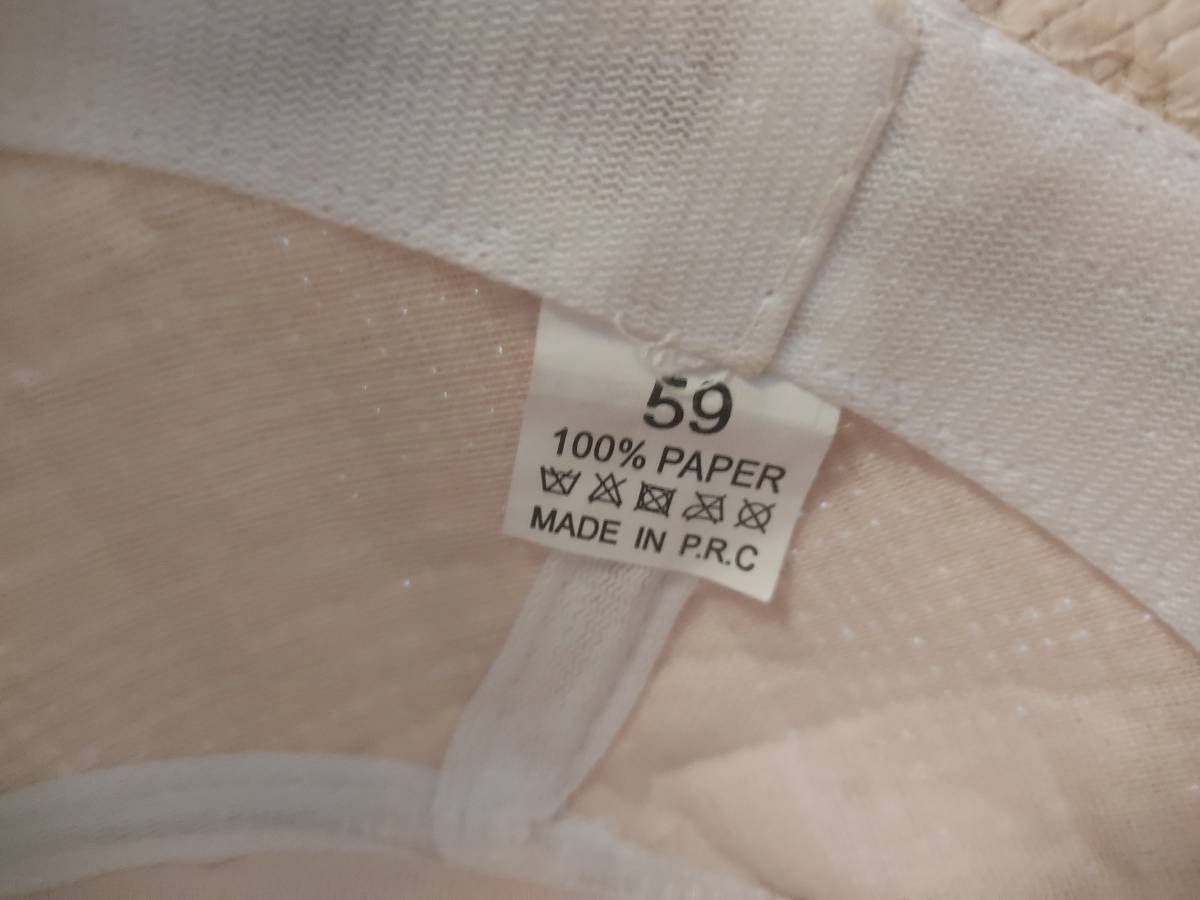 59
100% PAPER
MADE IN P.R.C